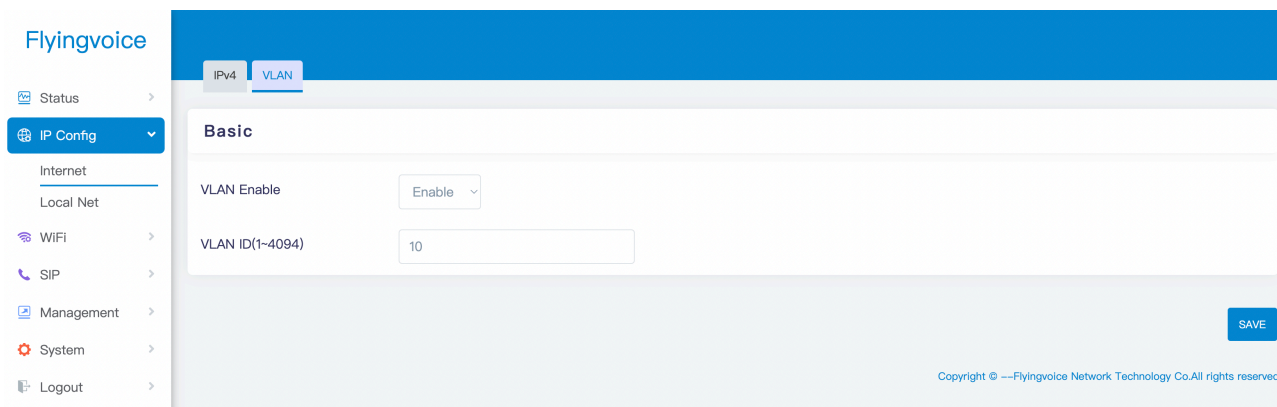 Flyingvoice
Status
IP Config
Internet
Local Net
WiFi
SIP
Management
System
Logout
IPv4 VLAN
Basic
VLAN Enable Enable
VLAN ID(1~4094) 10
SAVE
Copyright © --Flyingvoice Network Technology Co.All rights reserved